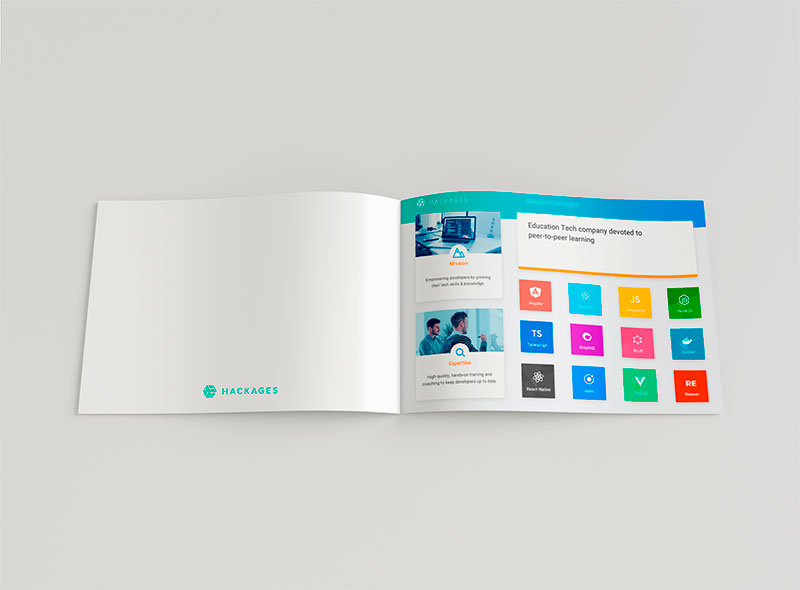 HACKAGES
HACKAGES
Education Tech company devoted to
peer-to-peer learning
Mission
Empowering developers by growing
their tech skills & knowledge
Expertise
High quality, hands-on training and
coaching to keep developers up to date
Angular
JS
TS
Typescript
GraphQL
RxJS
Docker
React Native
Ionic
RE
Reason